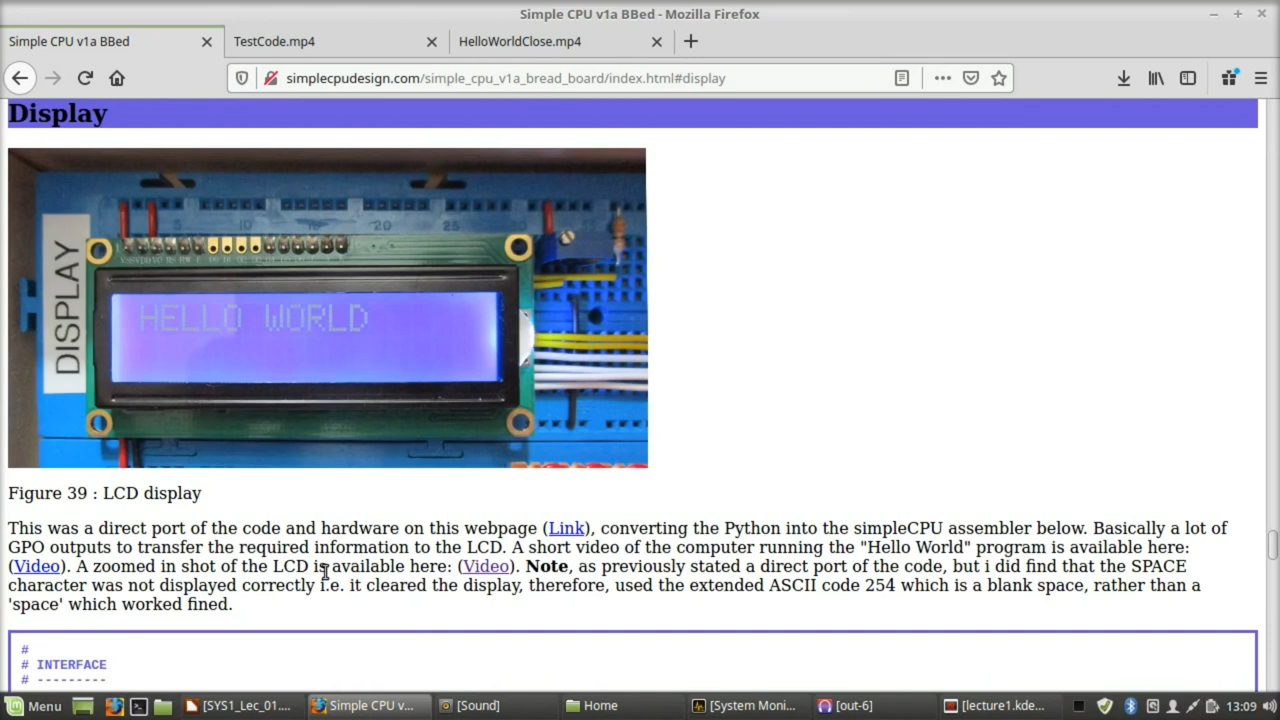 Simple CPU v1a BBed - Mozilla Firefox
Simple CPU v1a BBed
TestCode.mp4
HelloWorldClose.mp4
simplecpudesign.com/simple_cpu_v1a_bread_board/index.html#display
Display
DISPLAY
10
20
25
HELLO WORLD
Figure 39 : LCD display
This was a direct port of the code and hardware on this webpage (Link), converting the Python into the simpleCPU assembler below. Basically a lot of
GPO outputs to transfer the required information to the LCD. A short video of the computer running the "Hello World" program is available here:
(Video). A zoomed in shot of the LCD is available here: (Video). Note, as previously stated a direct port of the code, but i did find that the SPACE
character was not displayed correctly i.e. it cleared the display, therefore, used the extended ASCII code 254 which is a blank space, rather than a
'space' which worked fined.
#
# INTERFACE
# ---------
Menu
[SYS1_Lec_01....
Simple CPU v...
[Sound]
Home
[System Moni...
[out-6]
[lecture1.kde...
13:09